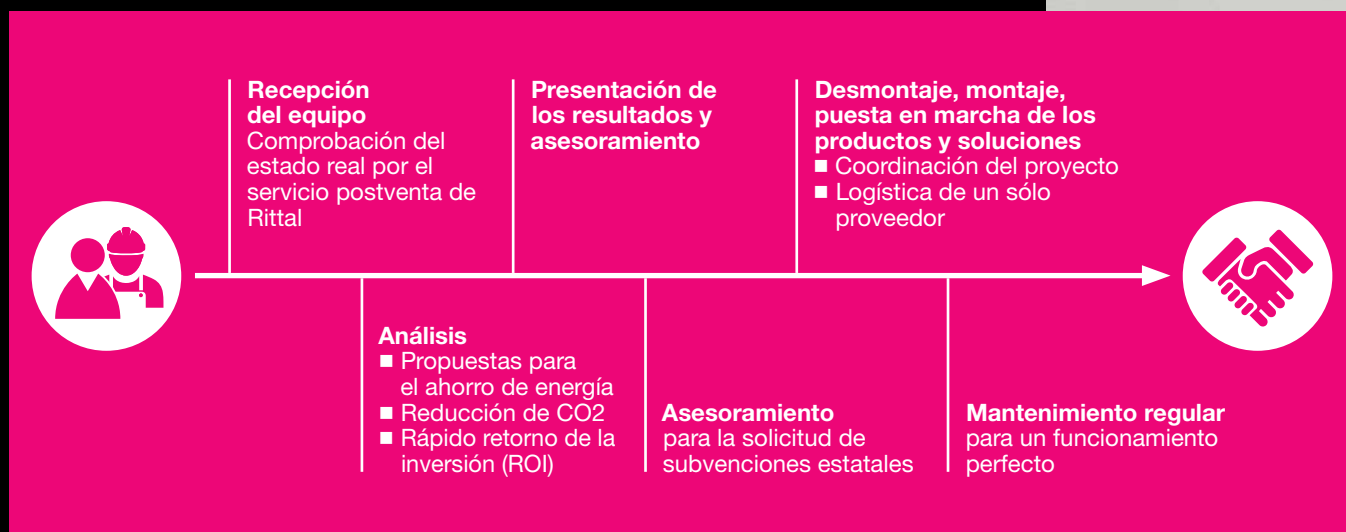 Recepción
del equipo
Comprobación del
estado real por el
servicio postventa de
Rittal
Análisis
■ Propuestas para
el ahorro de energía
■ Reducción de CO2
■ Rápido retorno de la
inversión (ROI)
Presentación de
los resultados y
asesoramiento
Asesoramiento
para la solicitud de
subvenciones estatales
Desmontaje, montaje,
puesta en marcha de los
productos y soluciones
■ Coordinación del proyecto
■ Logística de un sólo
proveedor
Mantenimiento regular
para un funcionamiento
perfecto